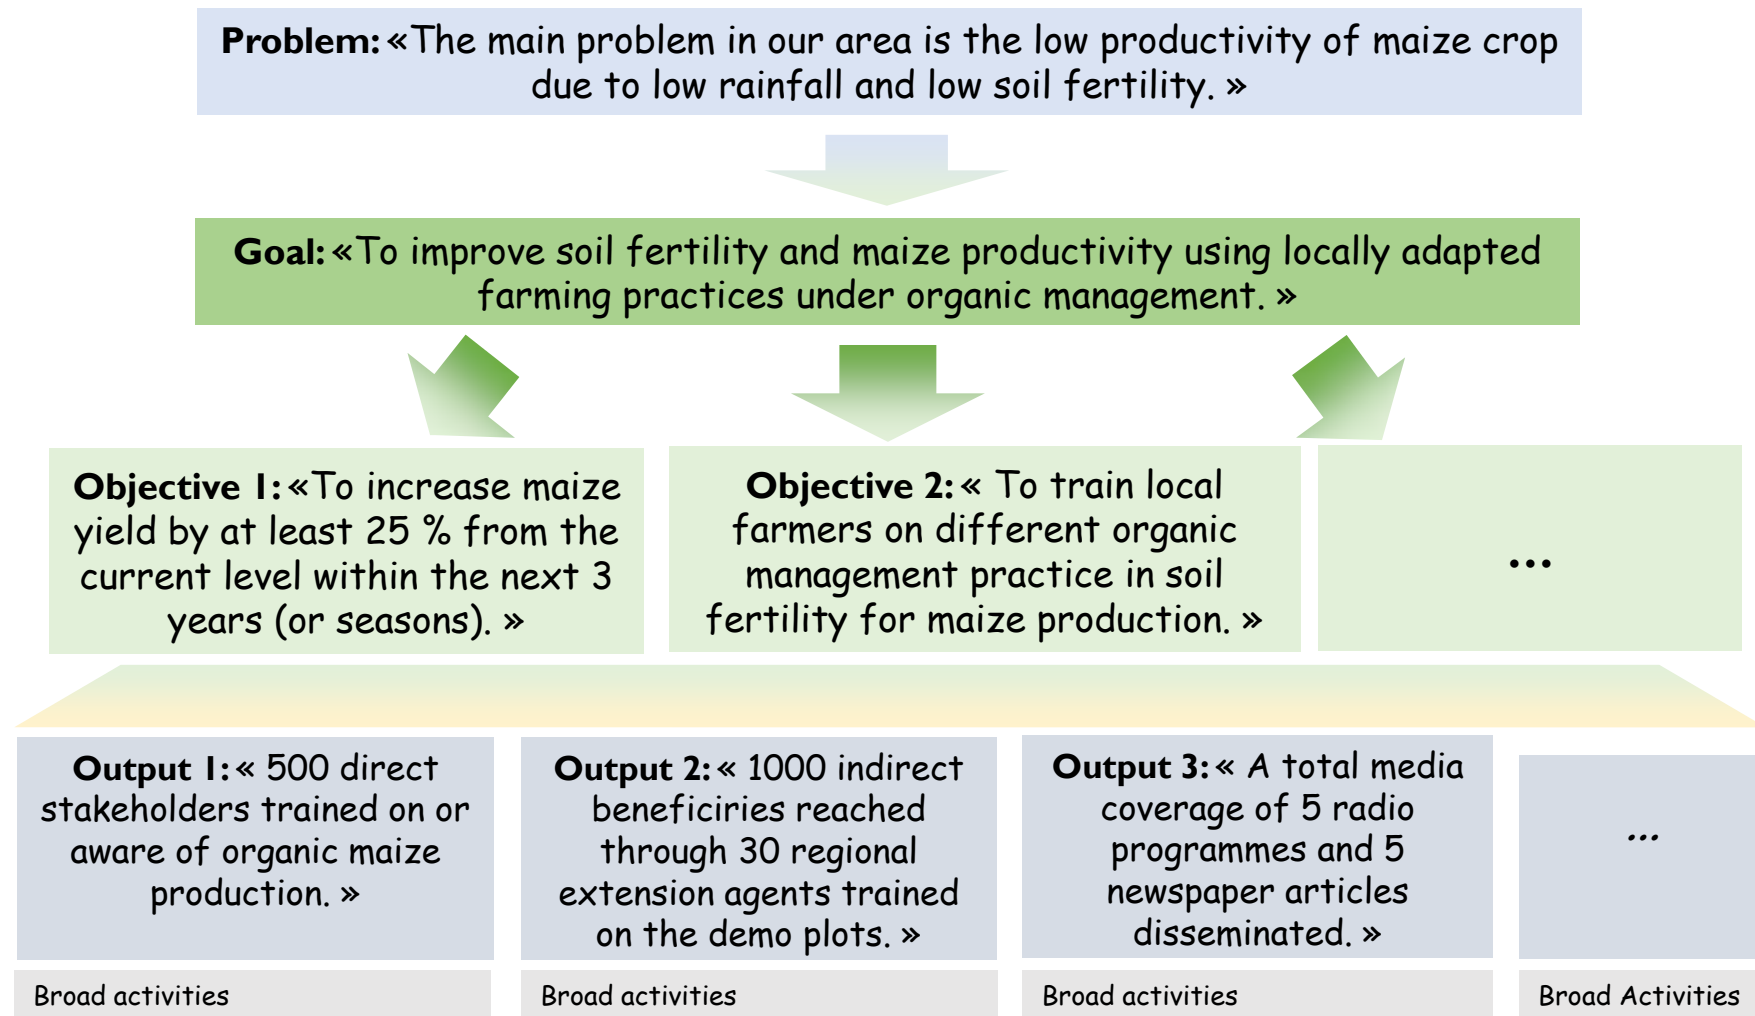 Problem: «The main problem in our area is the low productivity of maize crop
due to low rainfall and low soil fertility. »
Goal: «To improve soil fertility and maize productivity using locally adapted
farming practices under organic management. »
Objective 1: «To increase maize
yield by at least 25 % from the
current level within the next 3
years (or seasons). »
Objective 2: « To train local
farmers on different organic
management practice in soil
fertility for maize production. »
...
Output 1: « 500 direct
stakeholders trained on or
aware of organic maize
production. »
Output 2: « 1000 indirect
beneficiries reached
through 30 regional
extension agents trained
on the demo plots. »
Output 3: « A total media
coverage of 5 radio
programmes and 5
newspaper articles
disseminated. »
...
Broad activities
Broad activities
Broad activities
Broad Activities